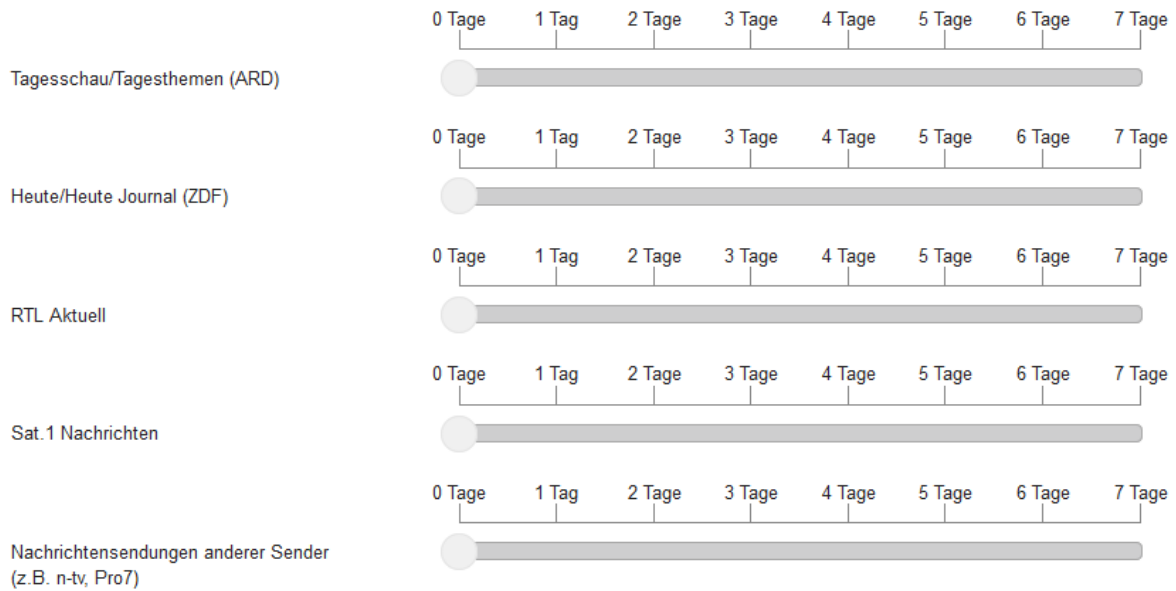 0 Tage 1 Tag 2 Tage 3 Tage 4 Tage 5 Tage 6 Tage 7 Tage
Tagesschau/Tagesthemen (ARD)
0 Tage 1 Tag 2 Tage 3 Tage 4 Tage 5 Tage 6 Tage 7 Tage
Heute/Heute Journal (ZDF)
0 Tage 1 Tag 2 Tage 3 Tage 4 Tage 5 Tage 6 Tage 7 Tage
RTL Aktuell
0 Tage 1 Tag 2 Tage 3 Tage 4 Tage 5 Tage 6 Tage 7 Tage
Sat.1 Nachrichten
0 Tage 1 Tag 2 Tage 3 Tage 4 Tage 5 Tage 6 Tage 7 Tage
Nachrichtensendungen anderer Sender
(z.B. n-tv, Pro7)